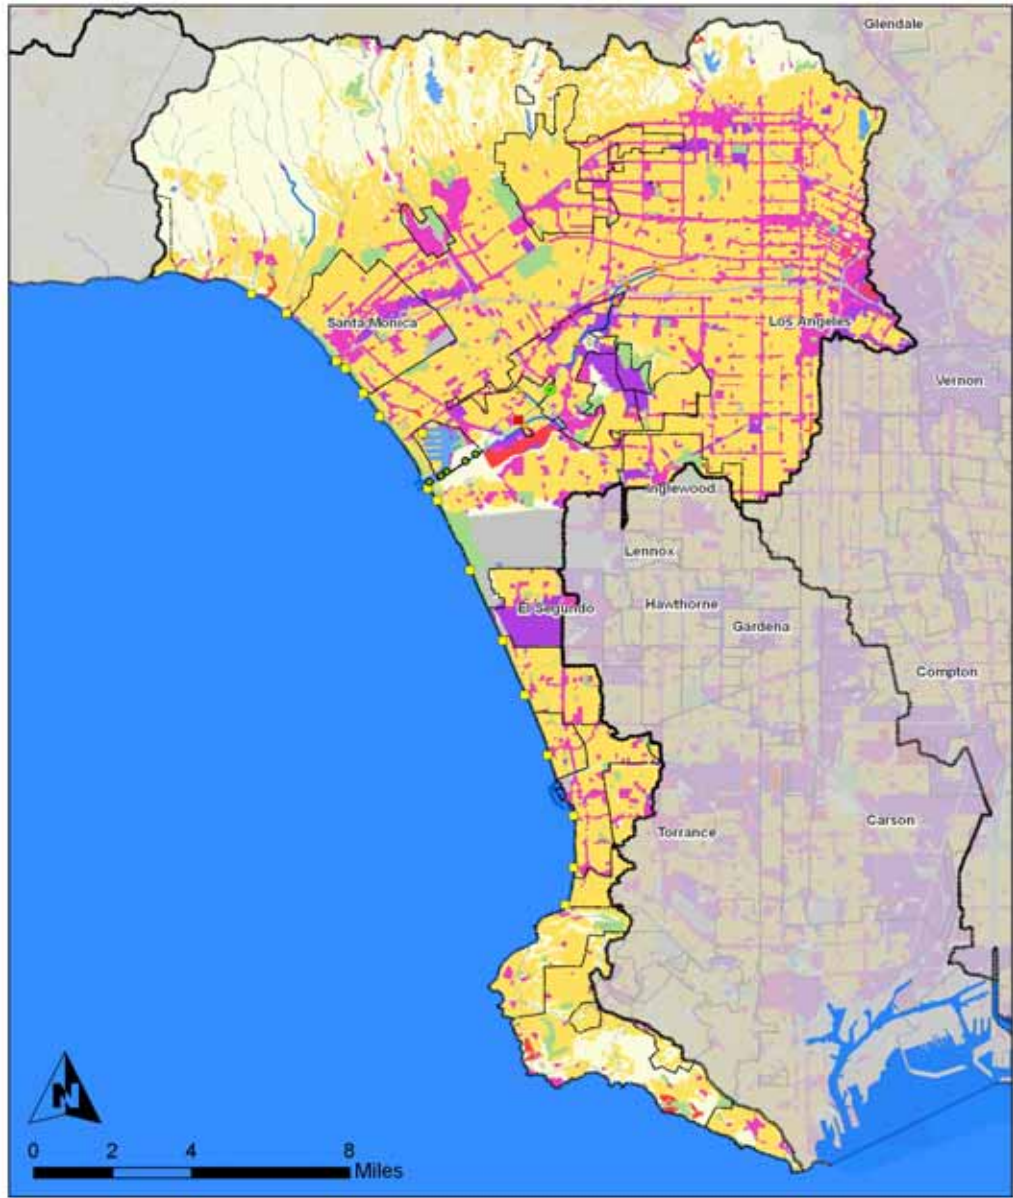 Glendale
Santa Monica
Los Angeles
Vernon
Inglewood
Lennox
El Segundo
Hawthorne
Gardena
Compton
Torrance
Carson
N
0 2 4 8
Miles